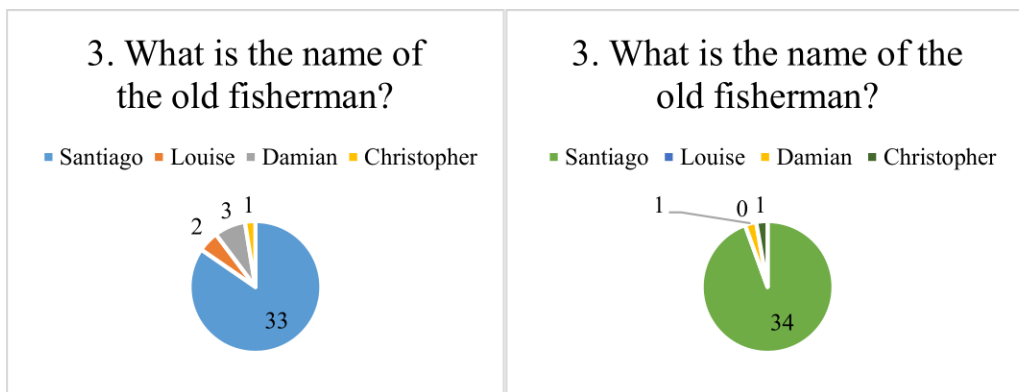 3. What is the name of
the old fisherman?
Santiago Louise Damian Christopher
2 3 1
33
3. What is the name of the
old fisherman?
Santiago Louise Damian Christopher
1 0 1
34